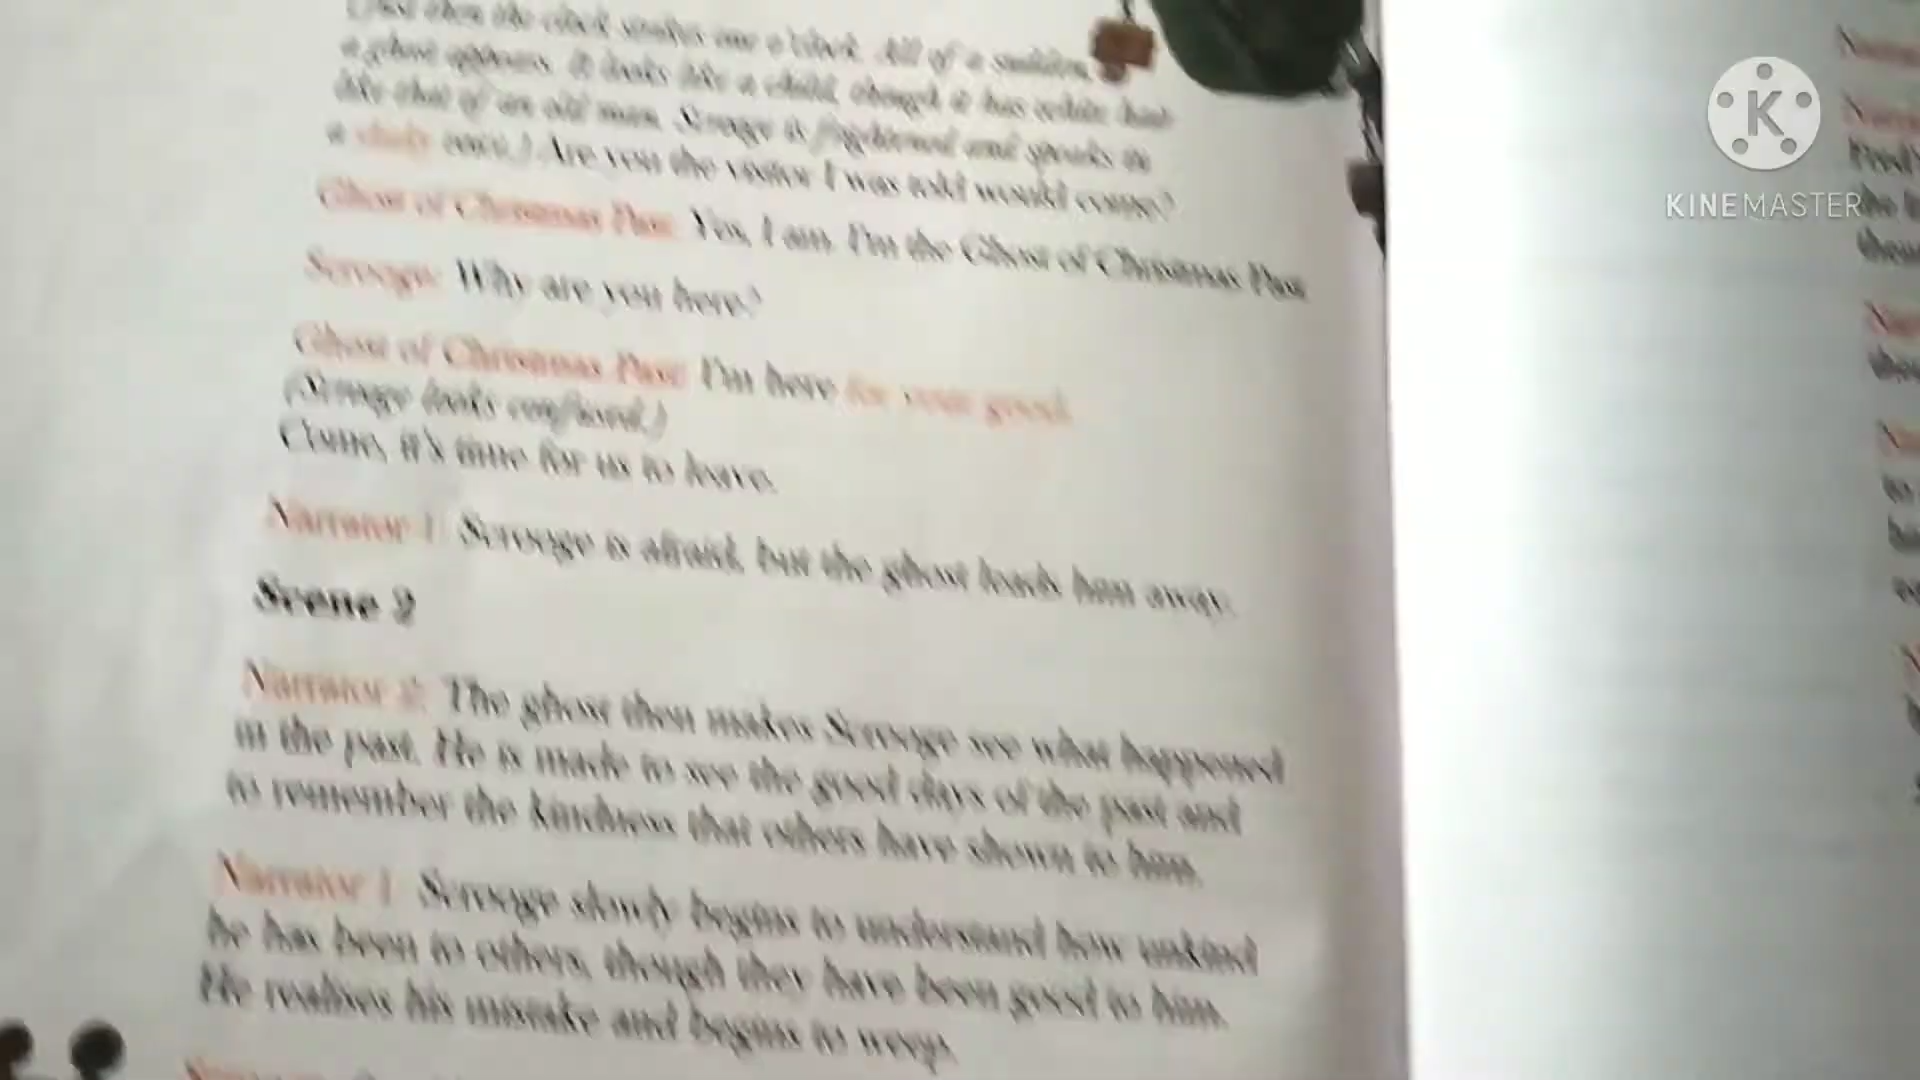 (Just then the clock strikes one o'clock. All of a sudden,
a ghost appears. It looks like a child, though it has white hair
like that of an old man. Scrooge is frightened and speaks in
a shaky voice.) Are you the visitor I was told would come?
Ghost of Christmas Past: Yes, I am. I'm the Ghost of Christmas Past.
Scrooge: Why are you here?
Ghost of Christmas Past: I'm here for your good.
(Scrooge looks confused.)
Come, it's time for us to leave.
Narrator 1: Scrooge is afraid, but the ghost leads him away.
Scene 2
Narrator 2: The ghost then makes Scrooge see what happened
in the past. He is made to see the good days of the past and
to remember the kindness that others have shown to him.
Narrator 1: Scrooge slowly begins to understand how unkind
he has been to others, though they have been good to him.
He realises his mistake and begins to weep.
K
KINEMASTER